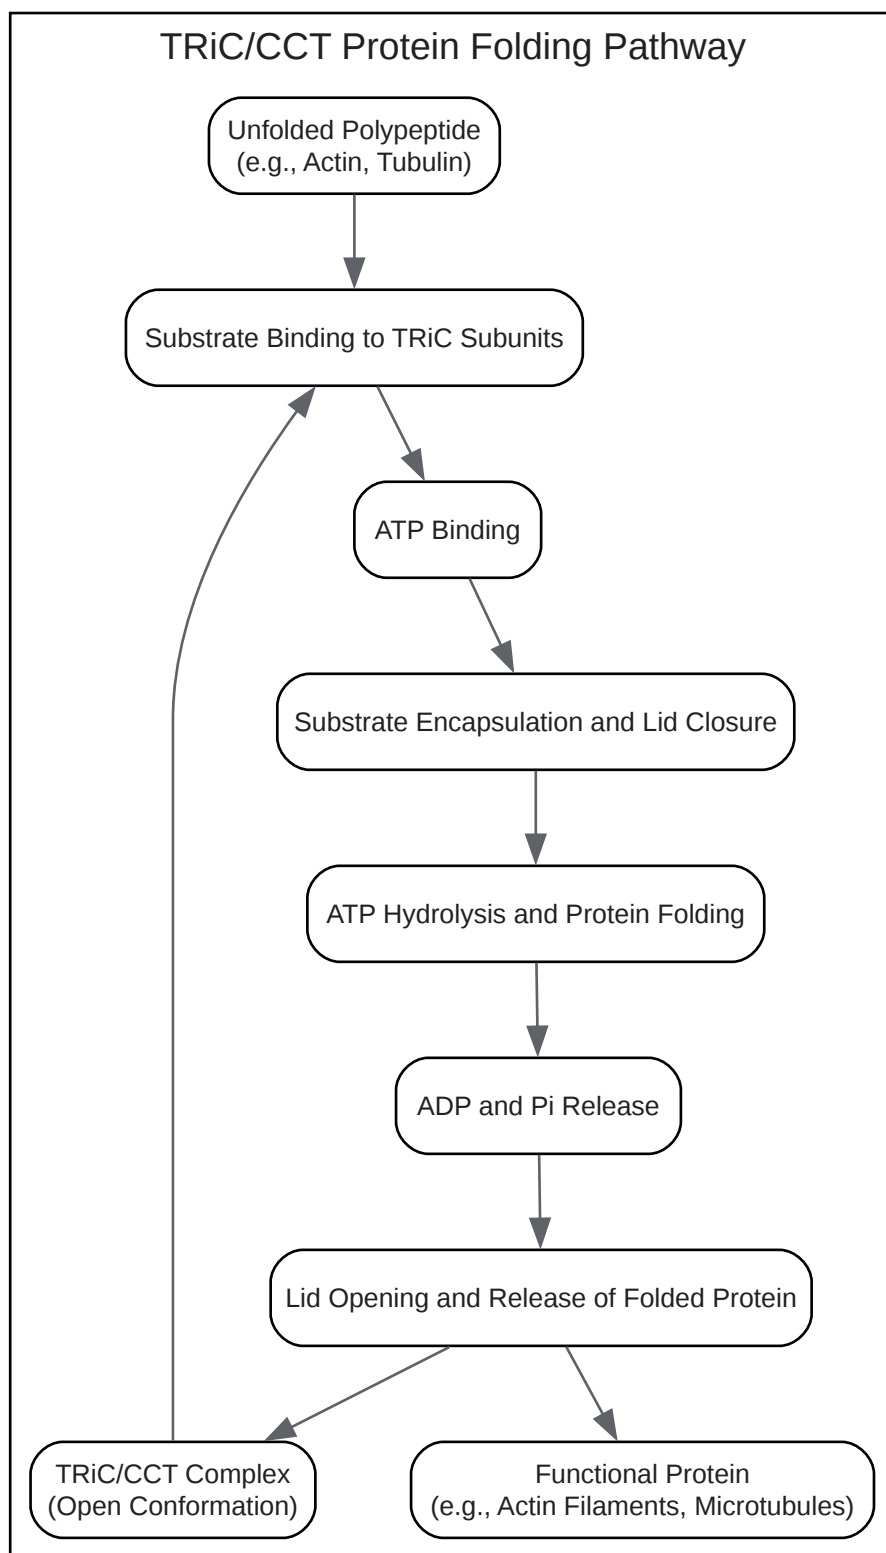 TRiC/CCT Protein Folding Pathway
Unfolded Polypeptide
(e.g., Actin, Tubulin)
Substrate Binding to TRiC Subunits
ATP Binding
Substrate Encapsulation and Lid Closure
ATP Hydrolysis and Protein Folding
ADP and Pi Release
Lid Opening and Release of Folded Protein
TRiC/CCT Complex
(Open Conformation)
Functional Protein
(e.g., Actin Filaments, Microtubules)